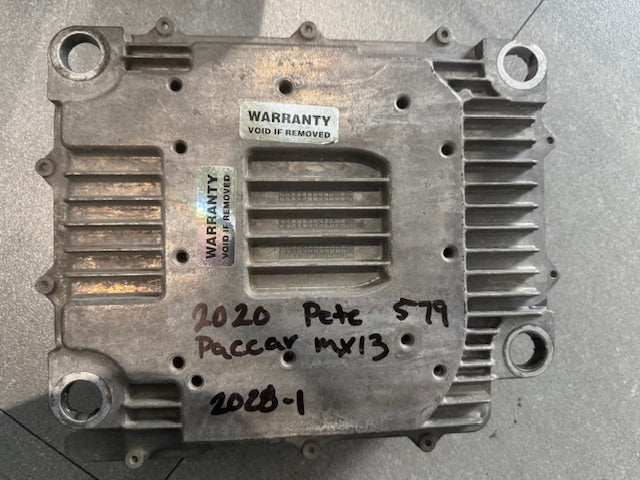 WARRANTY
VOID IF REMOVED
WARRANTY
VOID IF REMOVED
2020 Pete 579
Paccar mx13
2028-1